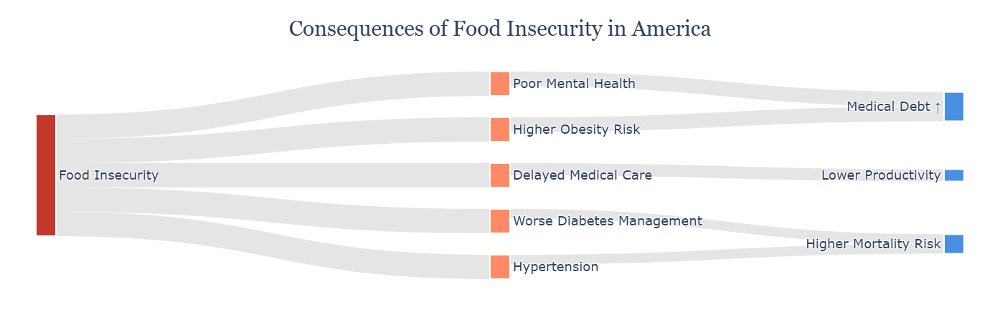 Consequences of Food Insecurity in America
Food Insecurity
Poor Mental Health
Higher Obesity Risk
Delayed Medical Care
Worse Diabetes Management
Hypertension
Medical Debt ↑
Lower Productivity
Higher Mortality Risk